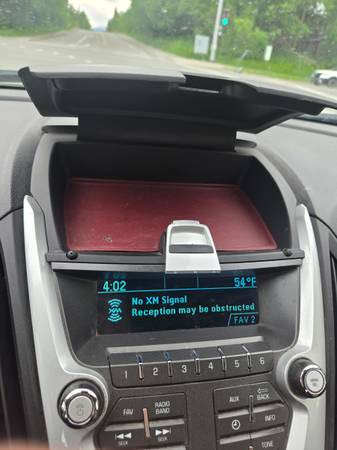 4:02
54°F
No XM Signal
XM
Reception may be obstructed
FAV 2
1 2 3 4 5 6
FAV
RADIO
BAND
AUX
BACK
INFO
SEEK
SEEK
TONE